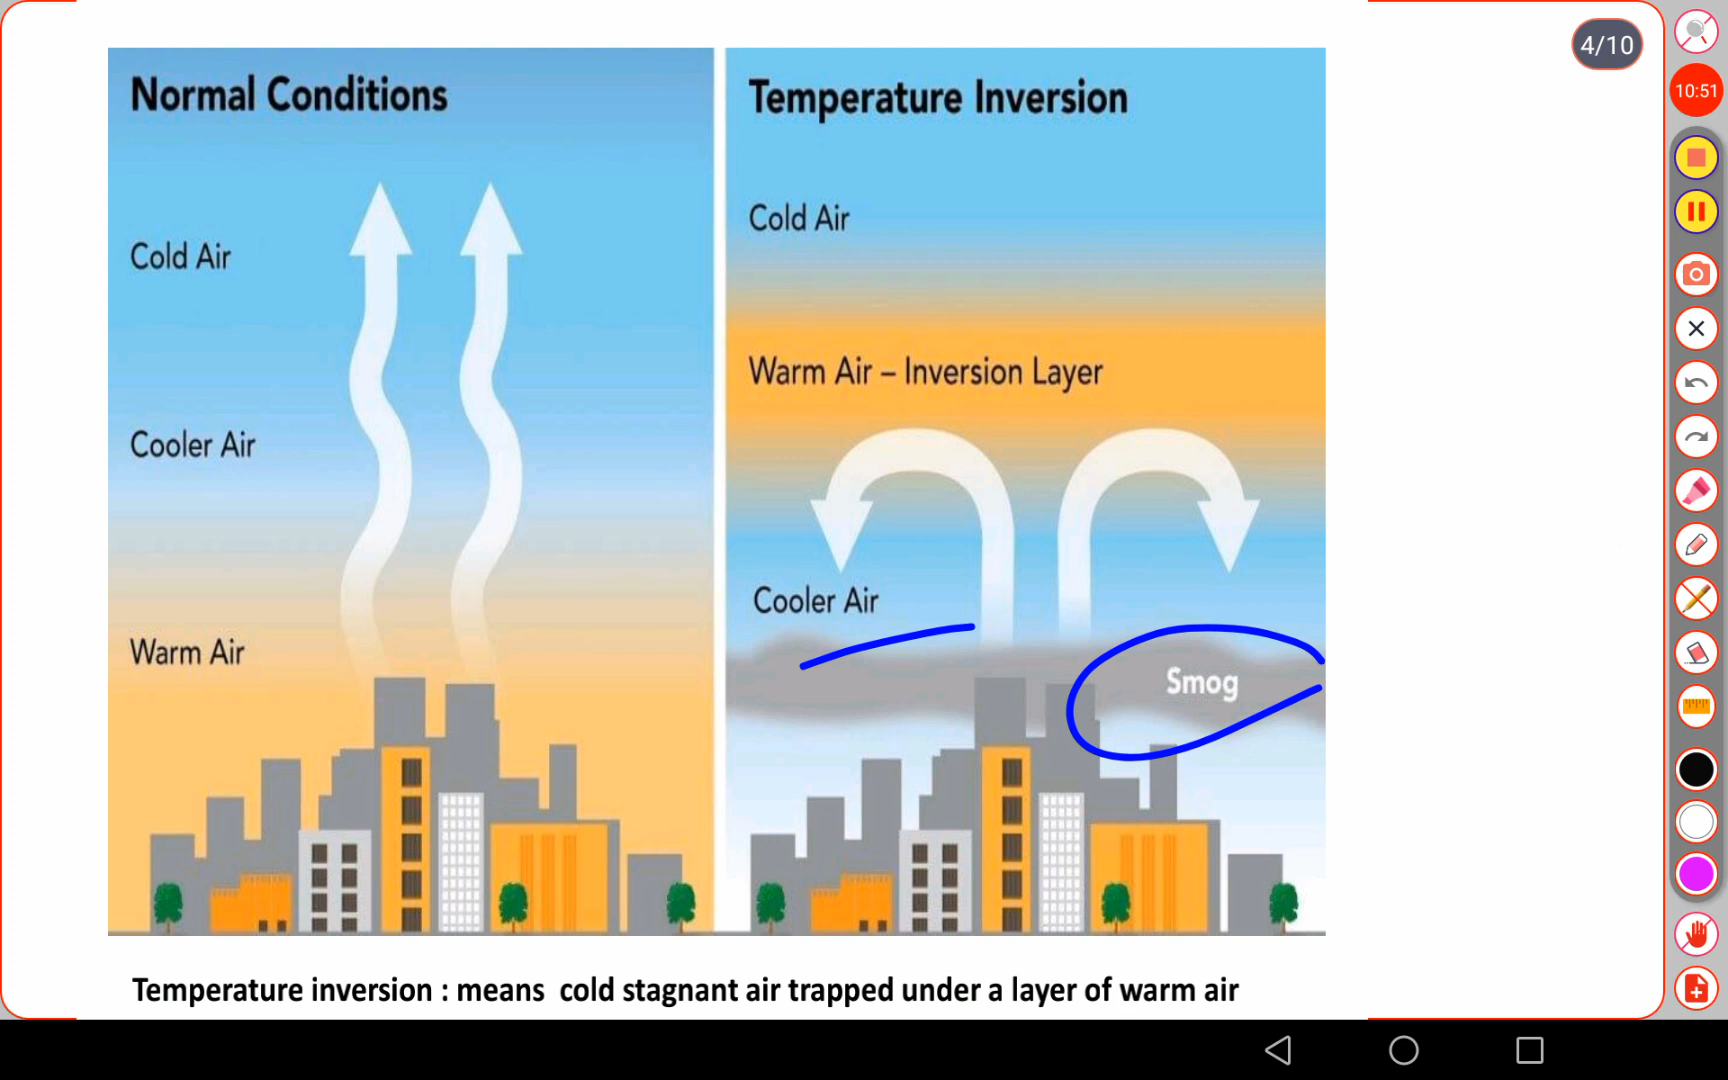 Normal Conditions
Cold Air
Cooler Air
Warm Air
Temperature Inversion
Cold Air
Warm Air – Inversion Layer
Cooler Air
Smog
Temperature inversion : means cold stagnant air trapped under a layer of warm air
4/10
10:51